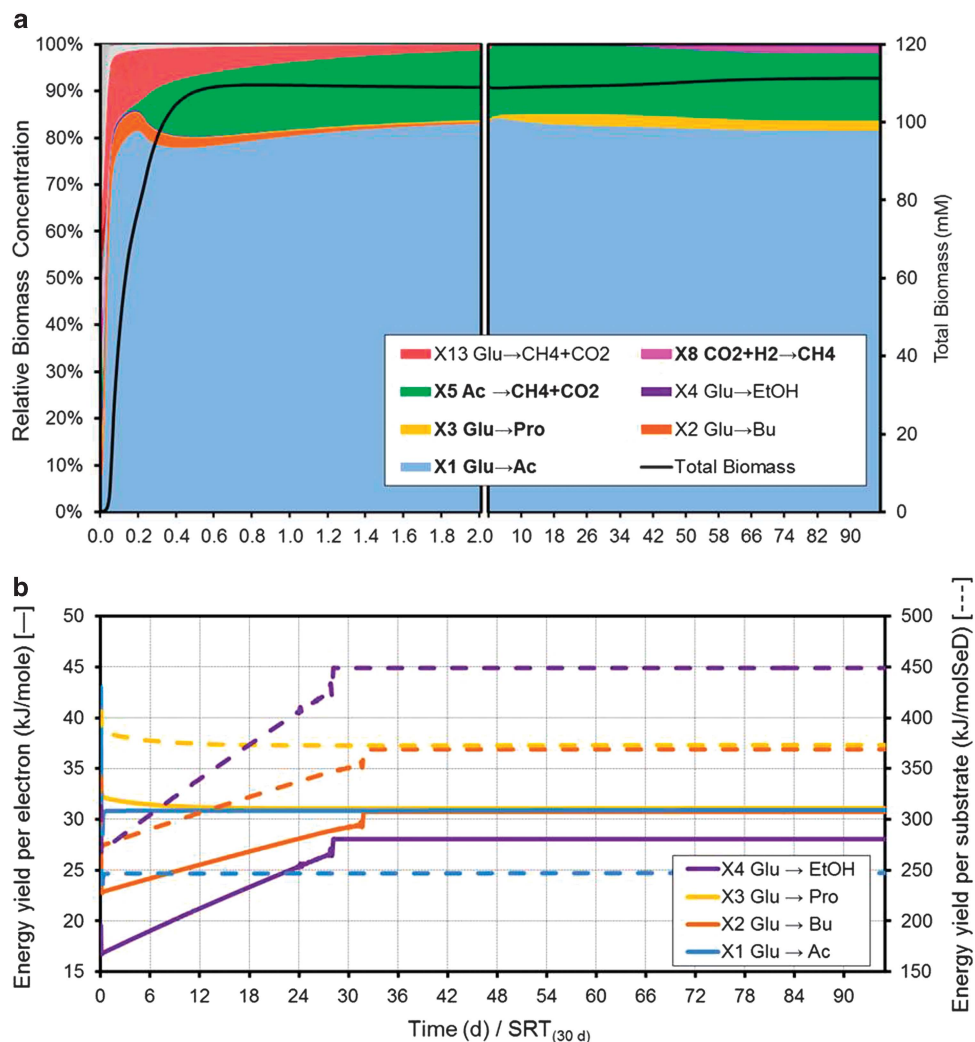 a
100%
90%
80%
70%
60%
50%
40%
30%
20%
10%
0%
Relative Biomass Concentration
120
100
80
60
40
20
0
Total Biomass (mM)
X13 Glu→CH4+CO2
X8 CO2+H2→CH4
X5 Ac →CH4+CO2
X4 Glu→EtOH
X3 Glu→Pro
X2 Glu→Bu
X1 Glu→Ac
Total Biomass
0.0 0.2 0.4 0.6 0.8 1.0 1.2 1.4 1.6 1.8 2.0 2 10 18 26 34 42 50 58 66 74 82 90
b
50
45
40
35
30
25
20
15
Energy yield per electron (kJ/mole) [—]
500
450
400
350
300
250
200
150
Energy yield per substrate (kJ/molSeD) [---]
X4 Glu → EtOH
X3 Glu → Pro
X2 Glu → Bu
X1 Glu → Ac
0 6 12 18 24 30 36 42 48 54 60 66 72 78 84 90
Time (d) / SRT(30 d)